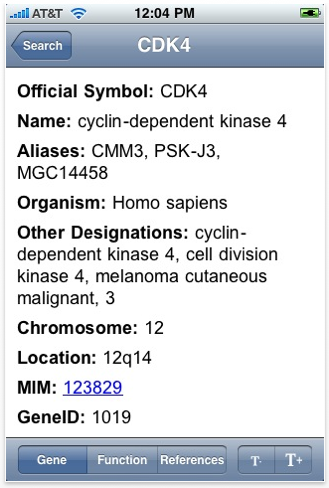 AT&T 12:04 PM
Search CDK4
Official Symbol: CDK4
Name: cyclin-dependent kinase 4
Aliases: CMM3, PSK-J3,
MGC14458
Organism: Homo sapiens
Other Designations: cyclin-
dependent kinase 4, cell division
kinase 4, melanoma cutaneous
malignant, 3
Chromosome: 12
Location: 12q14
MIM: 123829
GeneID: 1019
Gene Function References T- T+